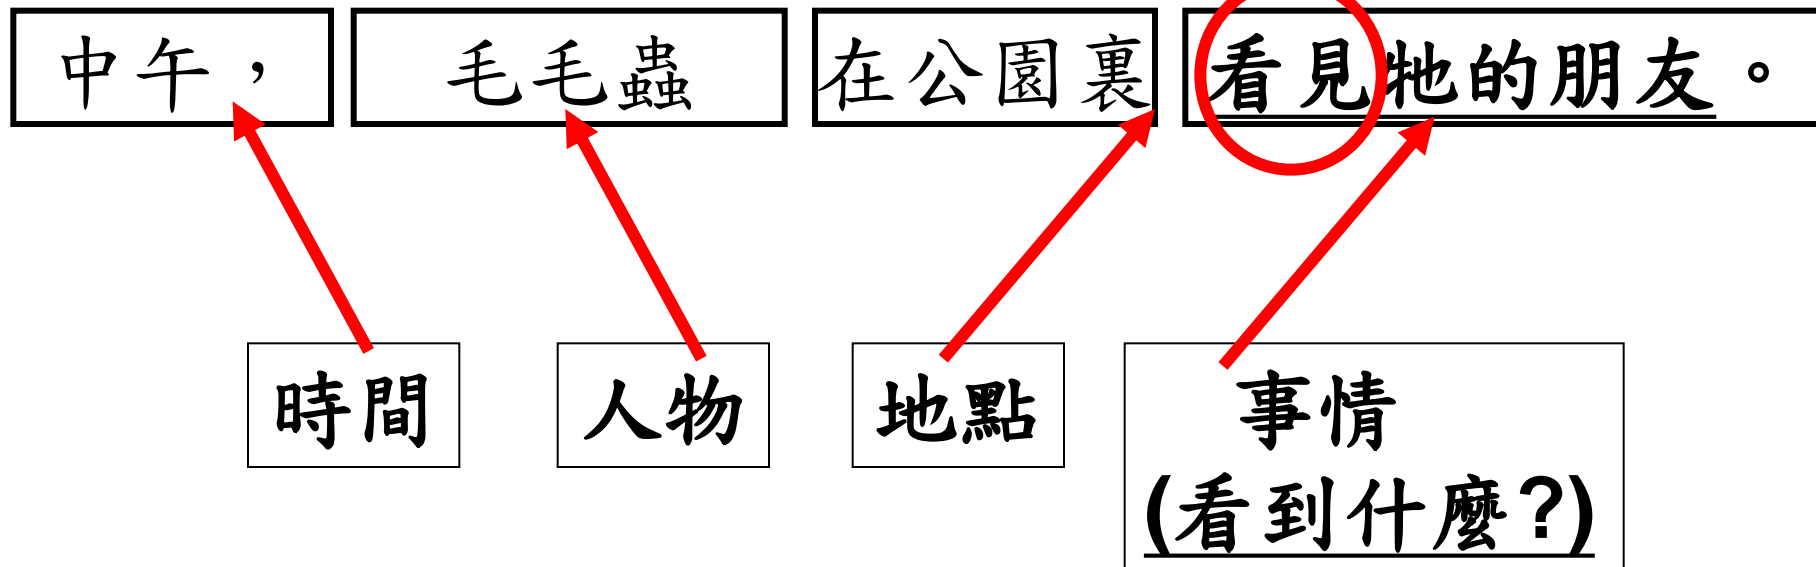 中午， 毛毛蟲 在公園裏 看見牠的朋友。
時間 人物 地點 事情
(看到什麼?)